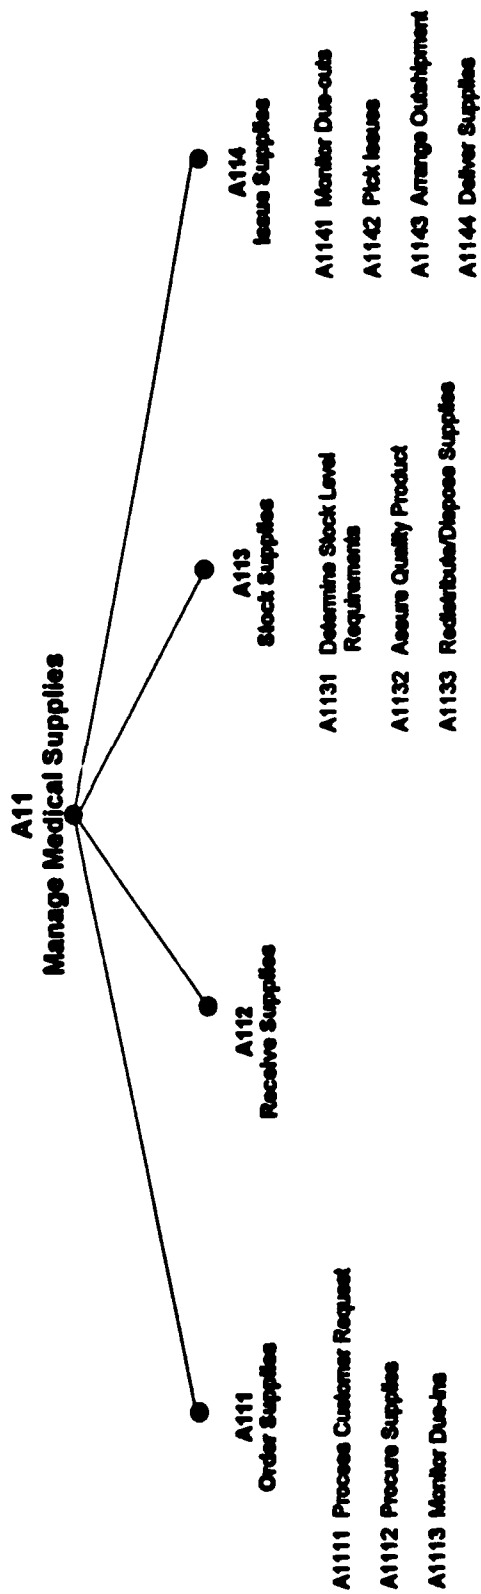 A11
Manage Medical Supplies
A111
Order Supplies
A1111 Process Customer Request
A1112 Procure Supplies
A1113 Monitor Due-ins
A112
Receive Supplies
A113
Stock Supplies
A1131 Determine Stock Level
Requirements
A1132 Assure Quality Product
A1133 Redistribute/Dispose Supplies
A114
Issue Supplies
A1141 Monitor Due-outs
A1142 Pick Issues
A1143 Arrange Outshipment
A1144 Deliver Supplies